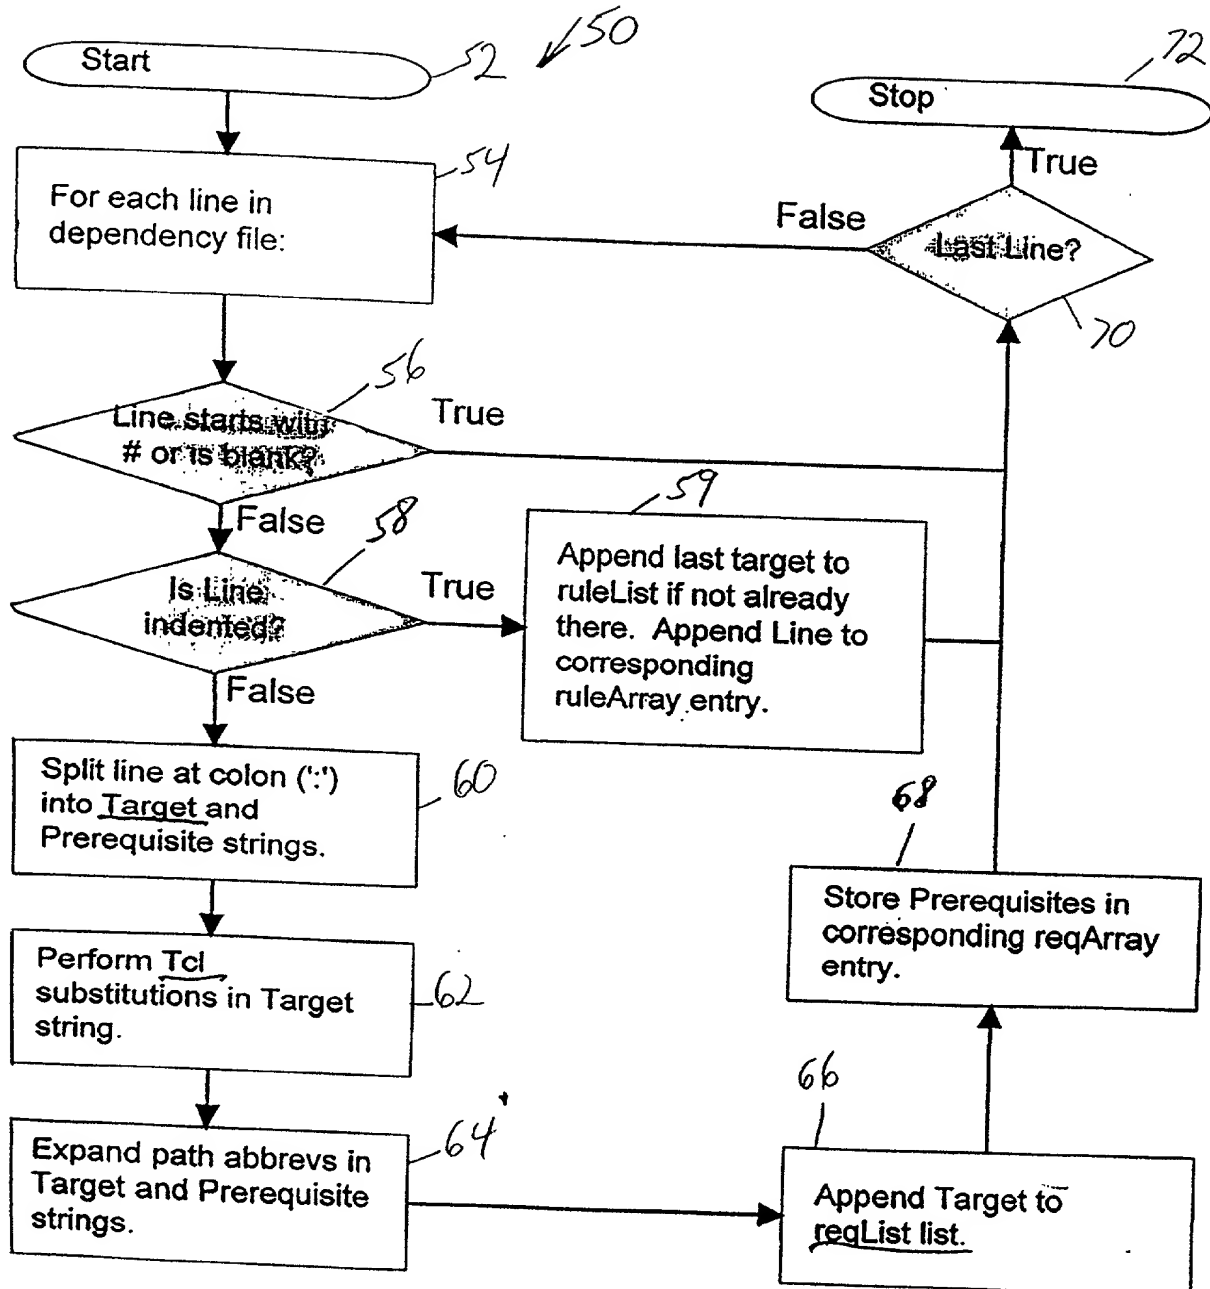 50
Start
52
72
Stop
True
54
For each line in
dependency file:
False
Last Line?
70
56
Line starts with
# or is blank?
True
False
58
59
Is Line
indented?
True
Append last target to
ruleList if not already
there. Append Line to
corresponding
ruleArray entry.
False
Split line at colon (':')
into Target and
Prerequisite strings.
60
68
Store Prerequisites in
corresponding reqArray
entry.
Perform Tcl
substitutions in Target
string.
62
66
Expand path abbrevs in
Target and Prerequisite
strings.
64
Append Target to
reqList list.